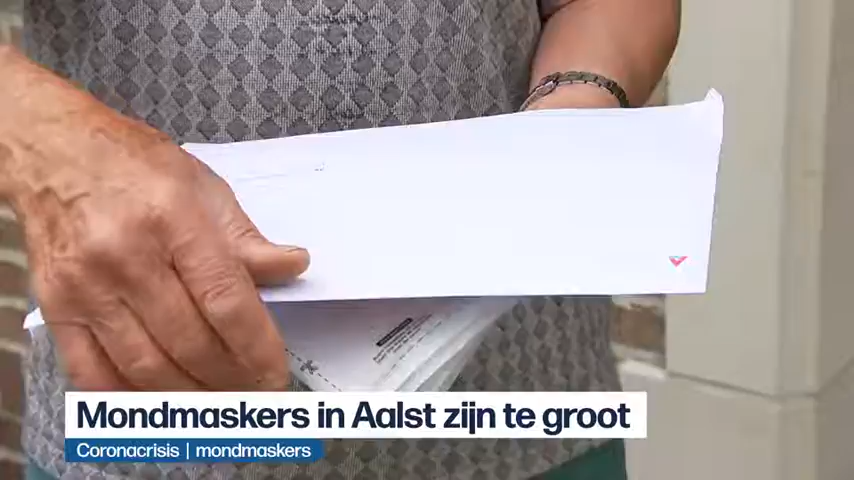 Mondmaskers in Aalst zijn te groot
Coronacrisis | mondmaskers